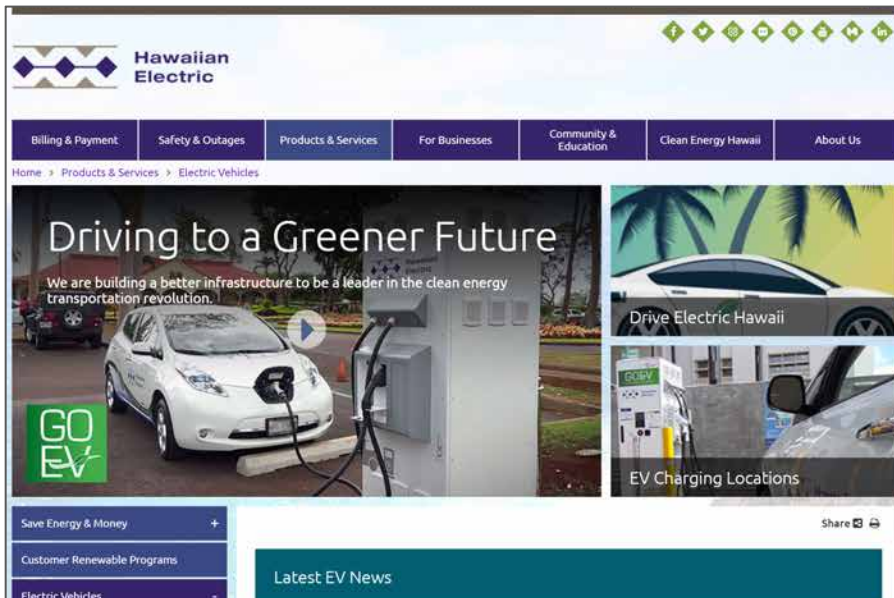 Hawaiian
Electric
Billing & Payment
Safety & Outages
Products & Services
For Businesses
Community &
Education
Clean Energy Hawaii
About Us
Home > Products & Services > Electric Vehicles
Driving to a Greener Future
We are building a better infrastructure to be a leader in the clean energy
transportation revolution.
Hawaiian
Electric
GO
EV
Drive Electric Hawaii
GOEV
EV Charging Locations
Share
Save Energy & Money +
Customer Renewable Programs
Electric Vehicles -
Latest EV News